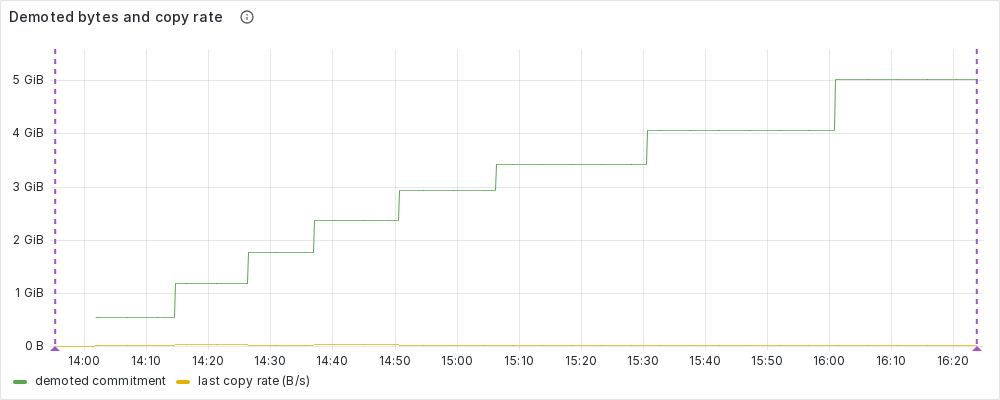 Demoted bytes and copy rate
5 GiB
4 GiB
3 GiB
2 GiB
1 GiB
0 B
14:00 14:10 14:20 14:30 14:40 14:50 15:00 15:10 15:20 15:30 15:40 15:50 16:00 16:10 16:20
demoted commitment last copy rate (B/s)